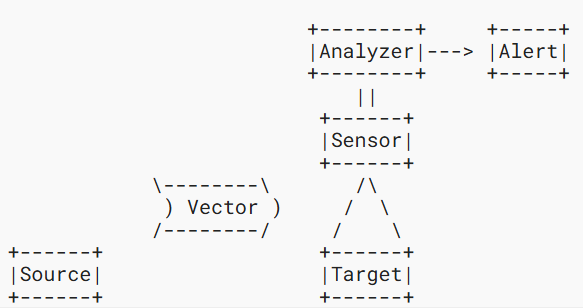 +--------+     +-----+
                         |Analyzer|---> |Alert|
                         +--------+     +-----+
                             ||
                          +------+
                          |Sensor|
                          +------+
            \--------\       /\
             ) Vector )     /  \
            /--------/     /    \
+------+                  +------+
|Source|                  |Target|
+------+                  +------+